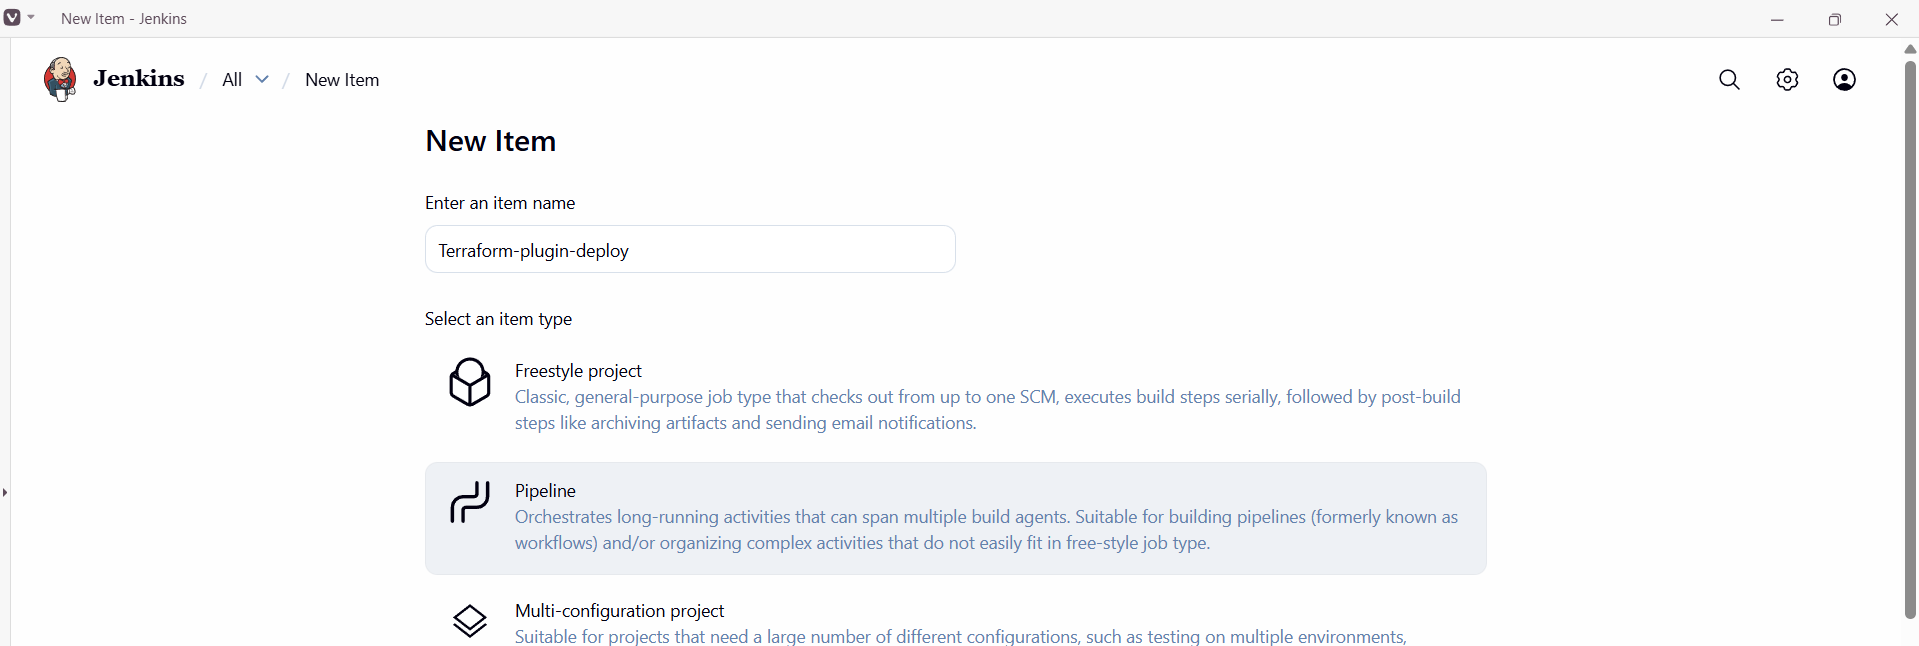 New Item - Jenkins
Jenkins / All / New Item
New Item
Enter an item name
Terraform-plugin-deploy
Select an item type
Freestyle project
Classic, general-purpose job type that checks out from up to one SCM, executes build steps serially, followed by post-build
steps like archiving artifacts and sending email notifications.
Pipeline
Orchestrates long-running activities that can span multiple build agents. Suitable for building pipelines (formerly known as
workflows) and/or organizing complex activities that do not easily fit in free-style job type.
Multi-configuration project
Suitable for projects that need a large number of different configurations, such as testing on multiple environments,